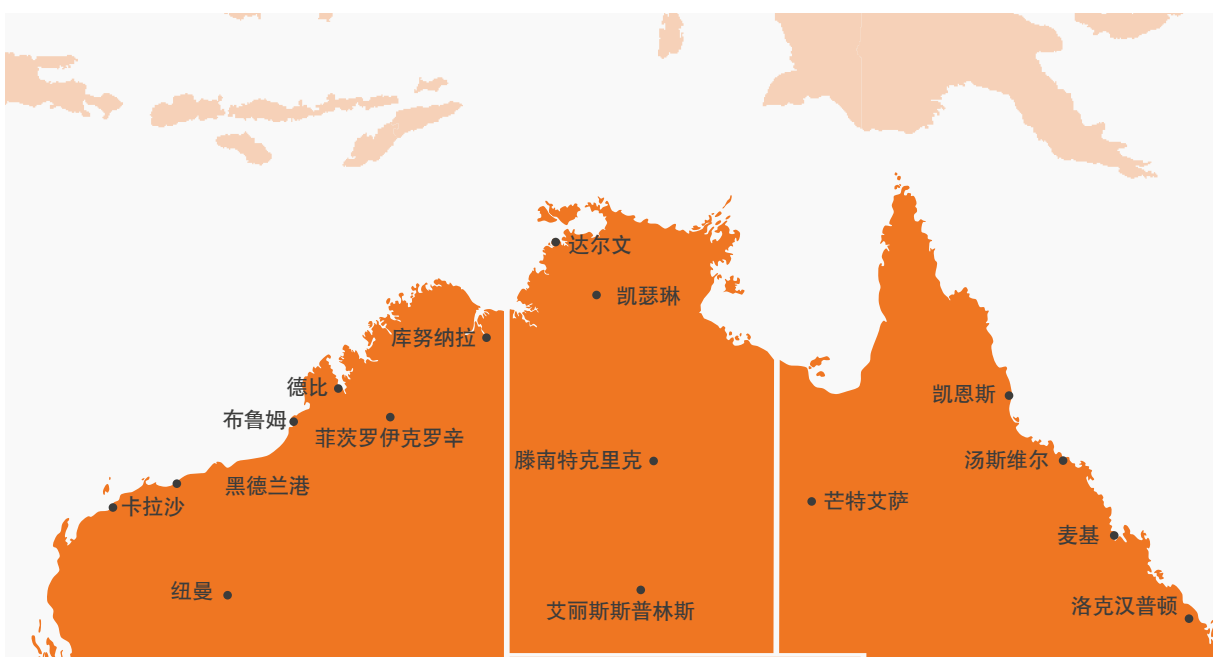 达尔文
凯瑟琳
库努纳拉
德比
凯恩斯
布鲁姆
菲茨罗伊克罗辛
滕南特克里克
汤斯维尔
黑德兰港
卡拉沙
芒特艾萨
麦基
纽曼
艾丽斯斯普林斯
洛克汉普顿